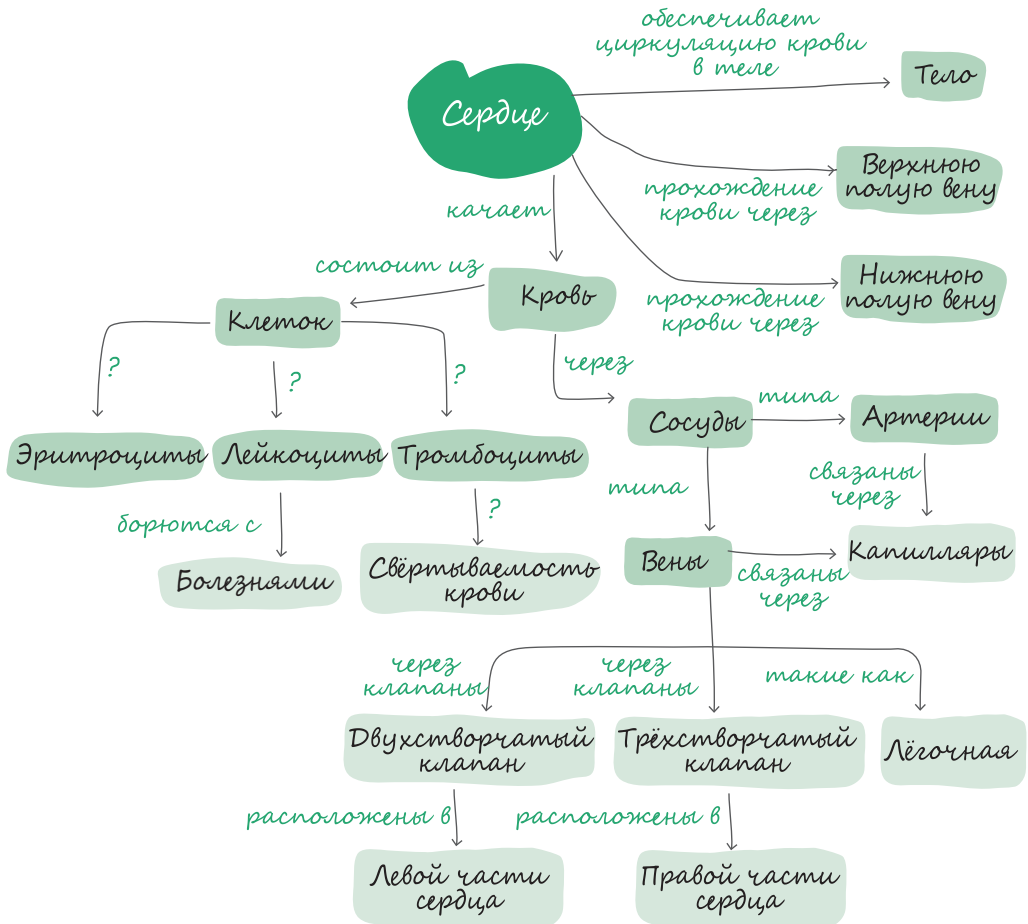 обеспечивает
циркуляцию крови
в теле
Тело
Сердце
Верхнюю
полую вену
прохождение
крови через
качает
состоит из
Нижнюю
полую вену
прохождение
крови через
Кровь
Клеток
?
?
?
через
Сосуды
типа
Артерии
Эритроциты
Лейкоциты
Тромбоциты
типа
связаны
через
борются с
?
Вены
связаны
через
Капилляры
Болезнями
Свёртываемость
крови
через
клапаны
через
клапаны
такие как
Двухстворчатый
клапан
Трёхстворчатый
клапан
Лёгочная
расположены в
расположены в
Левой части
сердца
Правой части
сердца